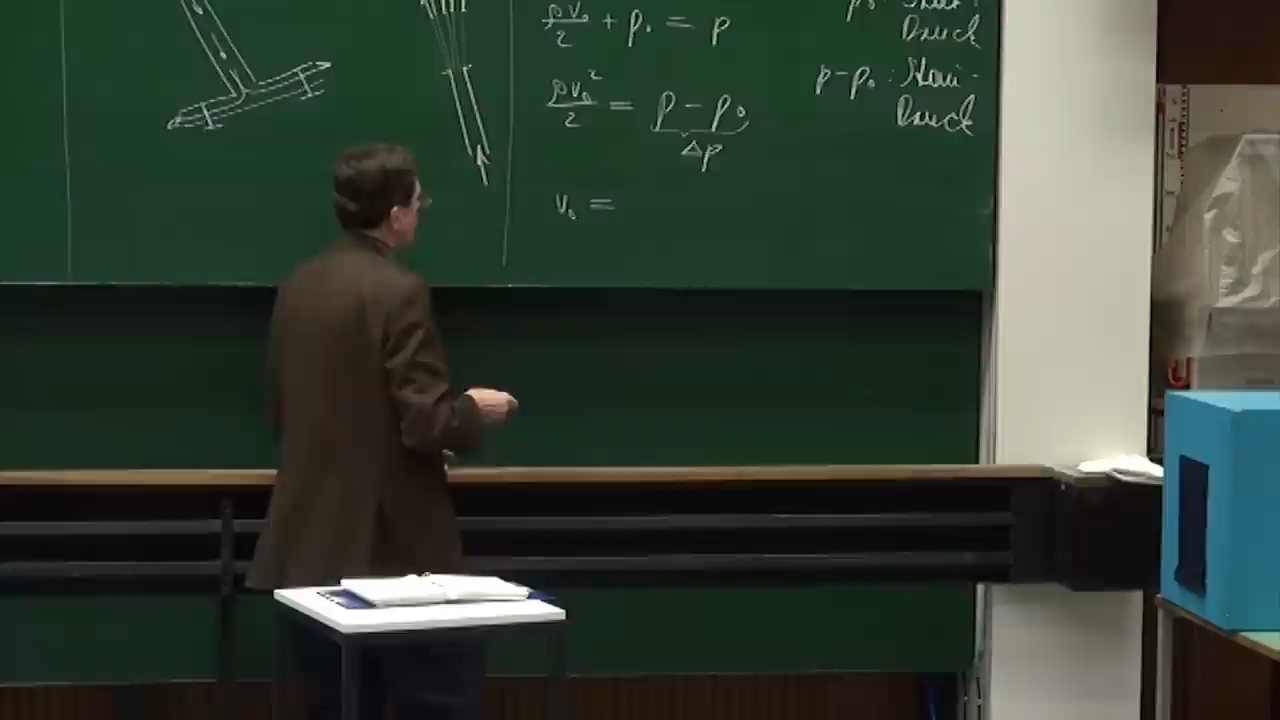 ρv₀²/2 + p₀ = p
ρv₀²/2 = p - p₀
Δp
v₀ =
Druck
p-p₀: Stau-
Druck